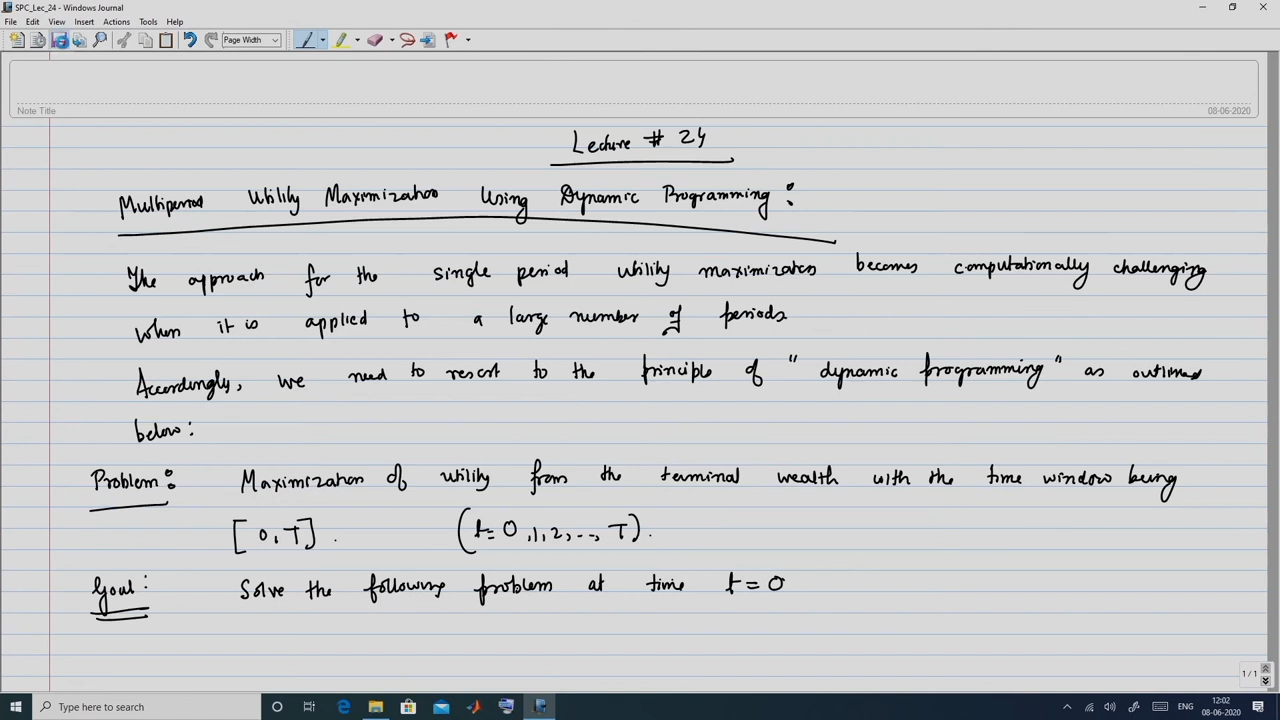 SPC_Lec_24 - Windows Journal
File Edit View Insert Actions Tools Help
Page Width
Note Title
08-06-2020
Lecture # 24
Multiperiod Utility Maximization Using Dynamic Programming :
The approach for the single period utility maximization becomes computationally challenging
when it is applied to a large number of periods
Accordingly, we need to resort to the principle of "dynamic programming" as outlined
below:
Problem: Maximization of utility from the terminal wealth with the time window being
[0, T]. (t=0,1,2,..., T).
Goal: Solve the following problem at time t = 0
1 / 1
Type here to search
ENG
12:02
08-06-2020